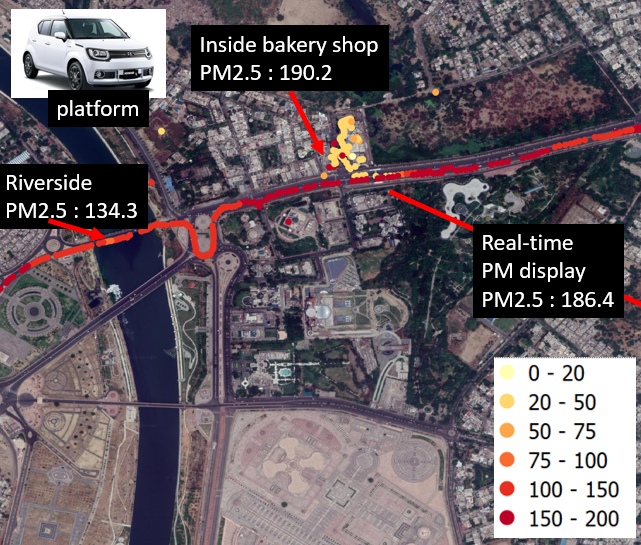 Inside bakery shop
PM2.5 : 190.2
platform
Riverside
PM2.5 : 134.3
Real-time
PM display
PM2.5 : 186.4
0 - 20
20 - 50
50 - 75
75 - 100
100 - 150
150 - 200